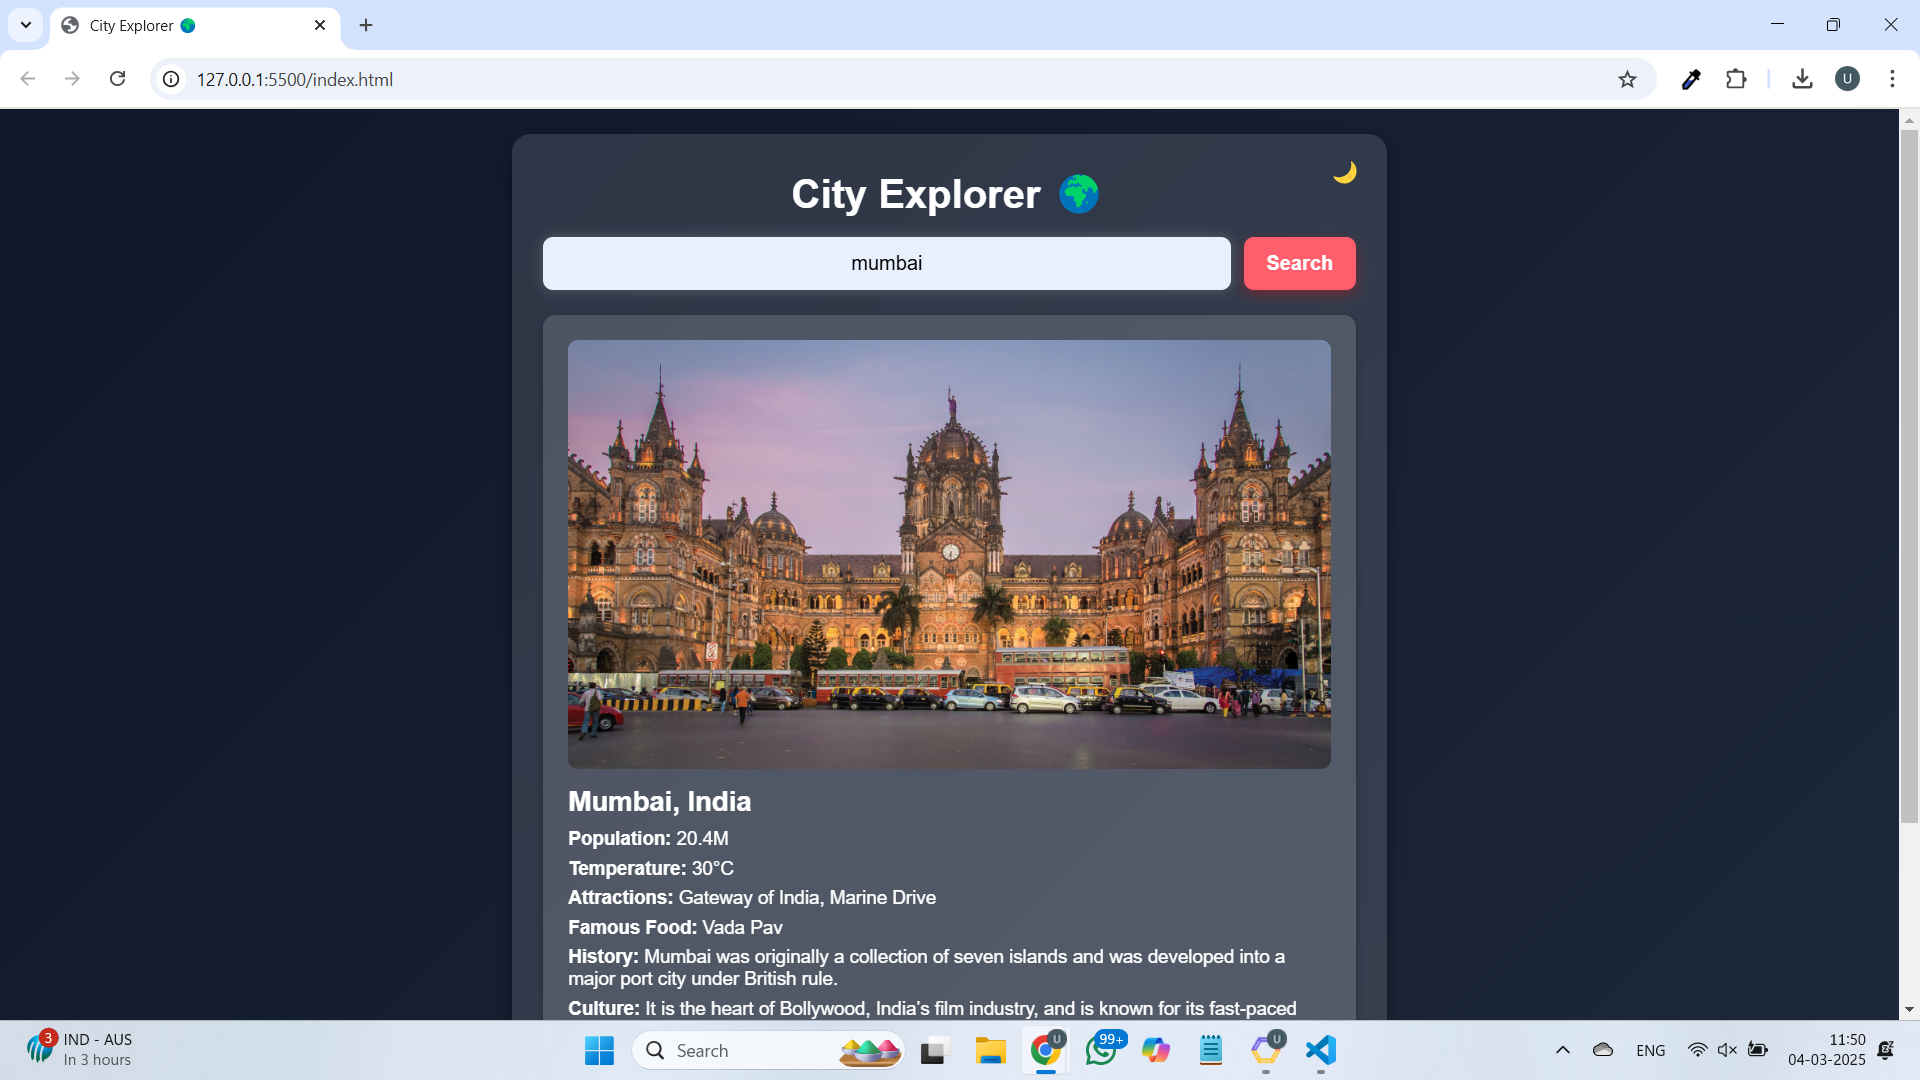 City Explorer
127.0.0.1:5500/index.html
U
City Explorer
mumbai
Search
Mumbai, India
Population: 20.4M
Temperature: 30°C
Attractions: Gateway of India, Marine Drive
Famous Food: Vada Pav
History: Mumbai was originally a collection of seven islands and was developed into a
major port city under British rule.
Culture: It is the heart of Bollywood, India's film industry, and is known for its fast-paced
3
IND - AUS
In 3 hours
Search
U
99+
U
ENG
11:50
04-03-2025